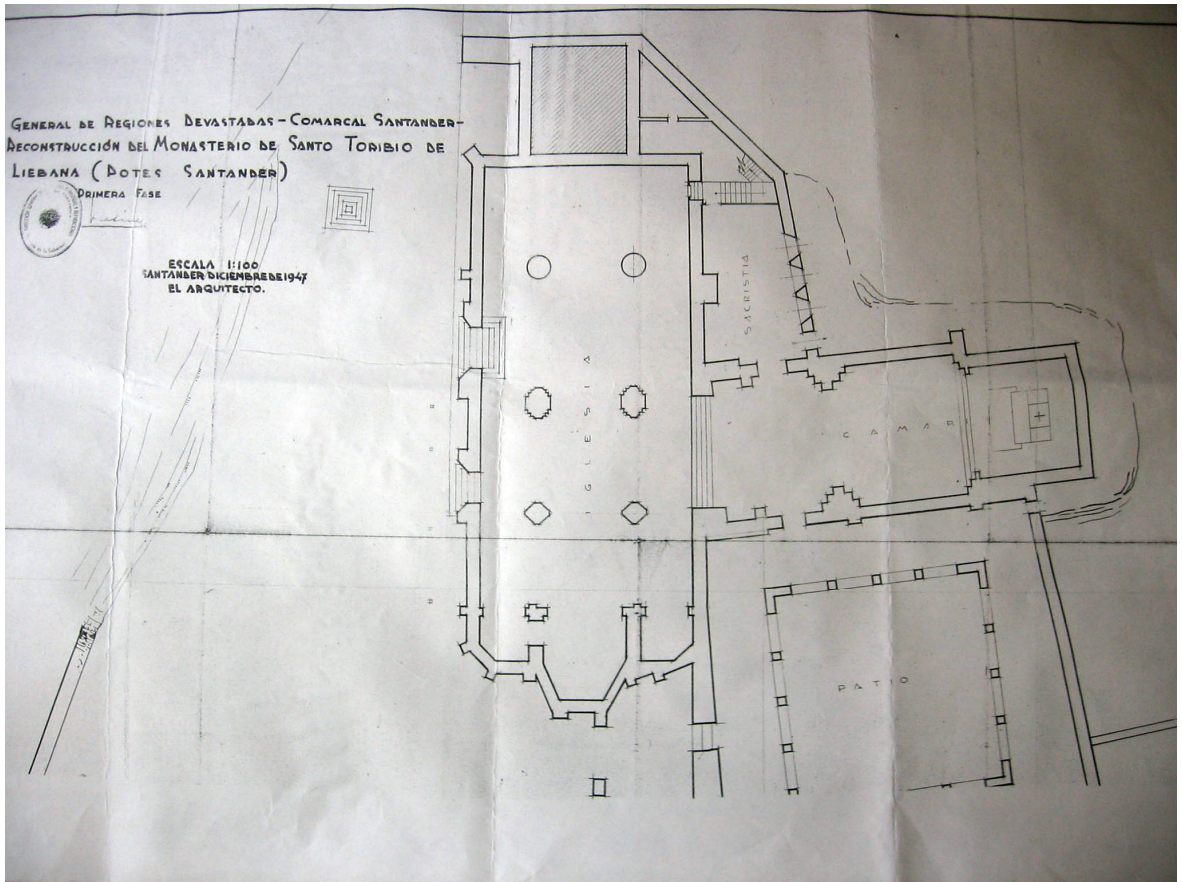 GENERAL DE REGIONES DEVASTADAS - COMARCAL SANTANDER-
RECONSTRUCCIÓN DEL MONASTERIO DE SANTO TORIBIO DE
LIEBANA (POTES SANTANDER)
PRIMERA FASE
ESCALA 1:100
SANTANDER DICIEMBRE DE 1947
EL ARQUITECTO.
SACRISTIA
IGLESIA
CAMAR
PATIO